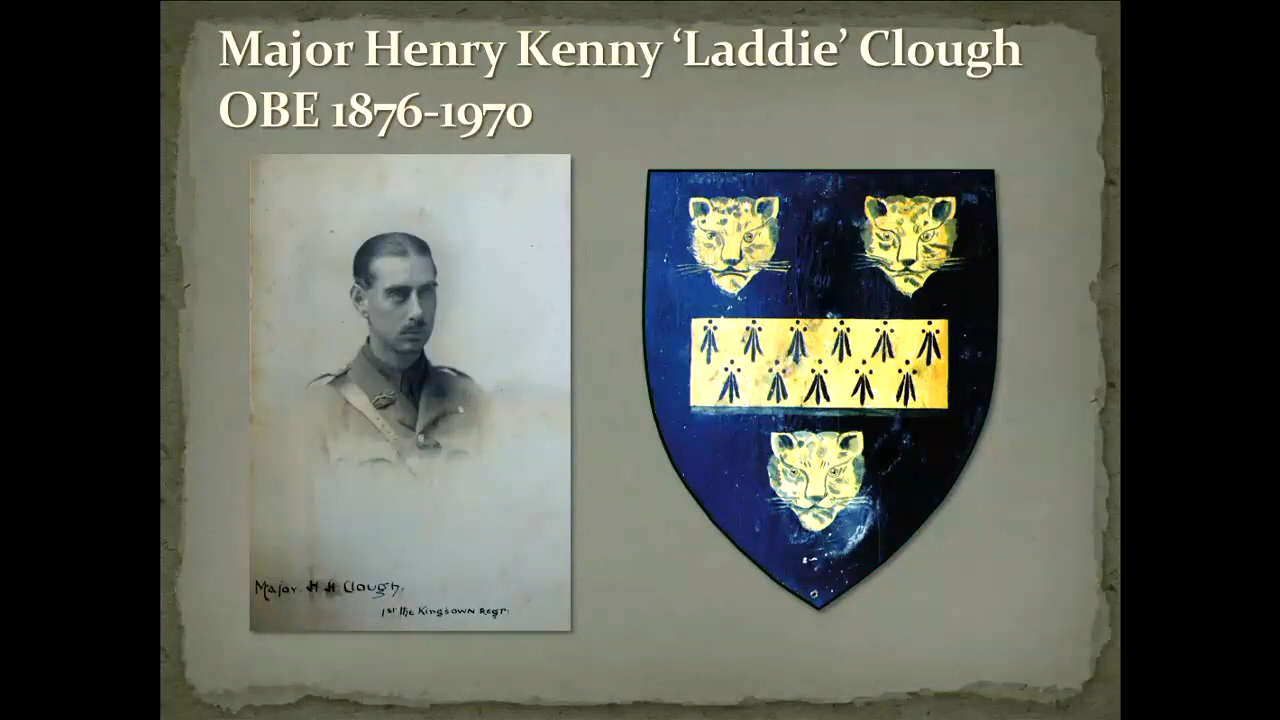 Major Henry Kenny ‘Laddie’ Clough
OBE 1876-1970
Major H H Clough.
1st The Kingsown Regt.